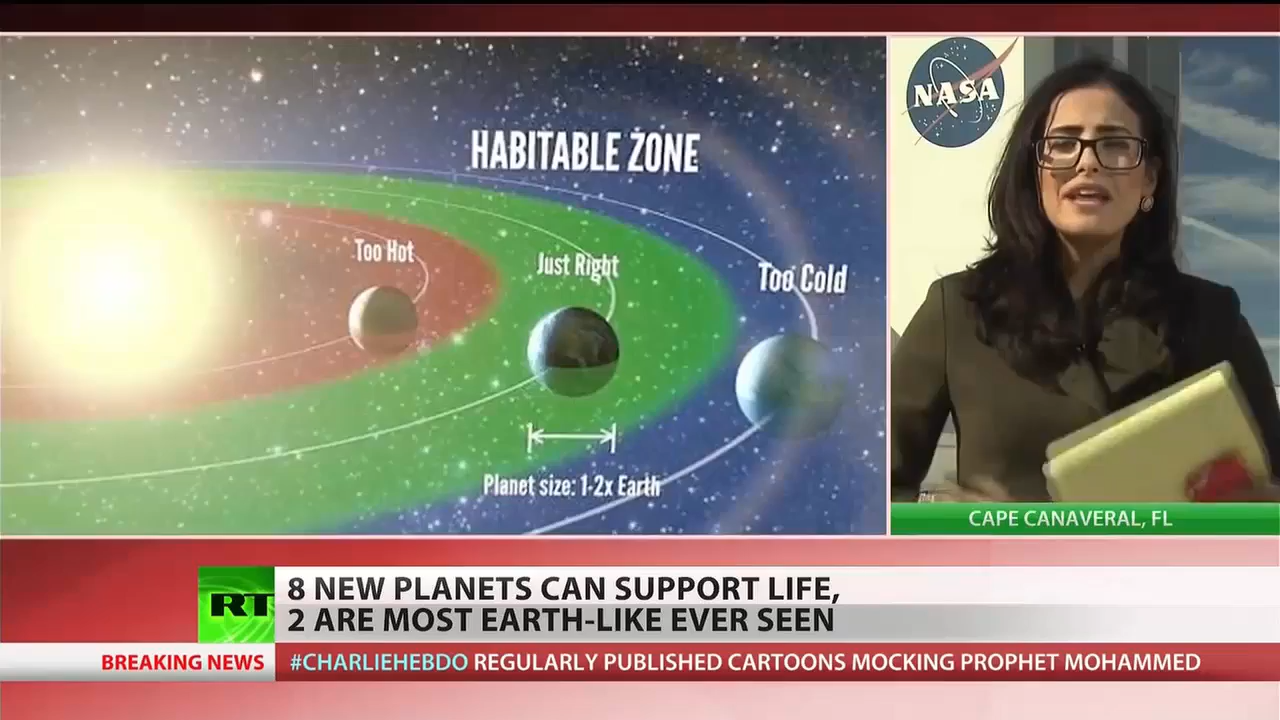 HABITABLE ZONE
Too Hot
Just Right
Too Cold
Planet size: 1-2x Earth
NASA
CAPE CANAVERAL, FL
RT
8 NEW PLANETS CAN SUPPORT LIFE,
2 ARE MOST EARTH-LIKE EVER SEEN
BREAKING NEWS
#CHARLIEHEBDO REGULARLY PUBLISHED CARTOONS MOCKING PROPHET MOHAMMED